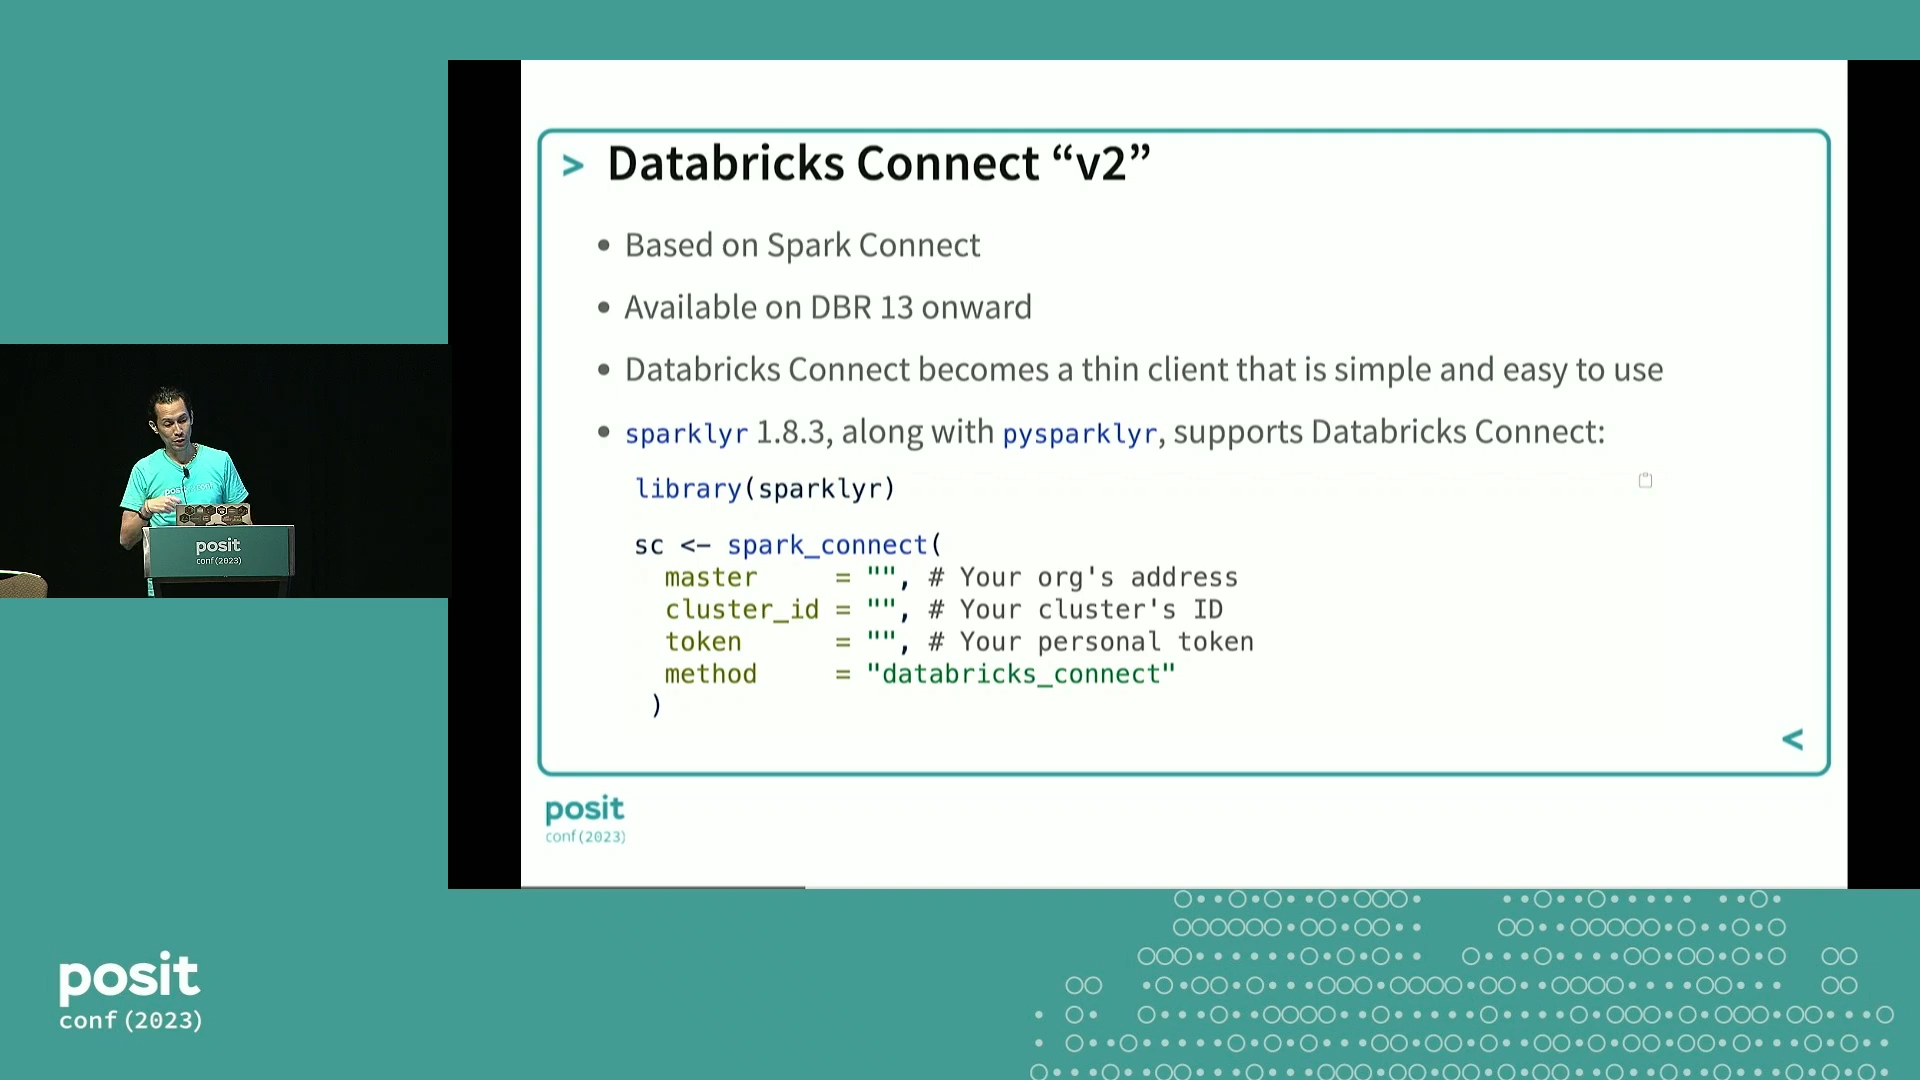 > Databricks Connect “v2”
• Based on Spark Connect
• Available on DBR 13 onward
• Databricks Connect becomes a thin client that is simple and easy to use
• sparklyr 1.8.3, along with pysparklyr, supports Databricks Connect:
library(sparklyr)
sc <- spark_connect(
master = "", # Your org's address
cluster_id = "", # Your cluster's ID
token = "", # Your personal token
method = "databricks_connect"
)
<
posit
conf(2023)
posit
conf(2023)
posit
conf(2023)